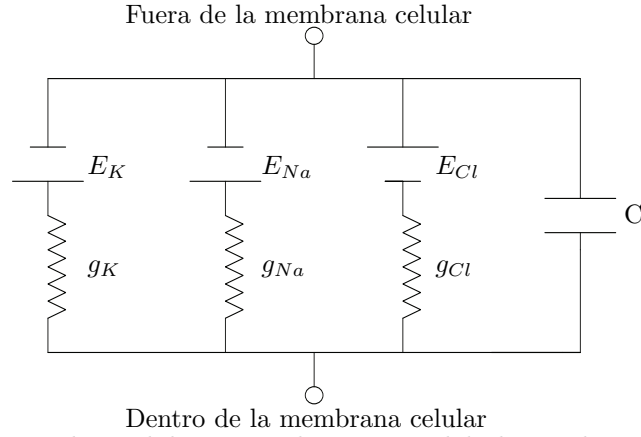 Fuera de la membrana celular
E_K E_Na E_Cl
C
g_K g_Na g_Cl
Dentro de la membrana celular